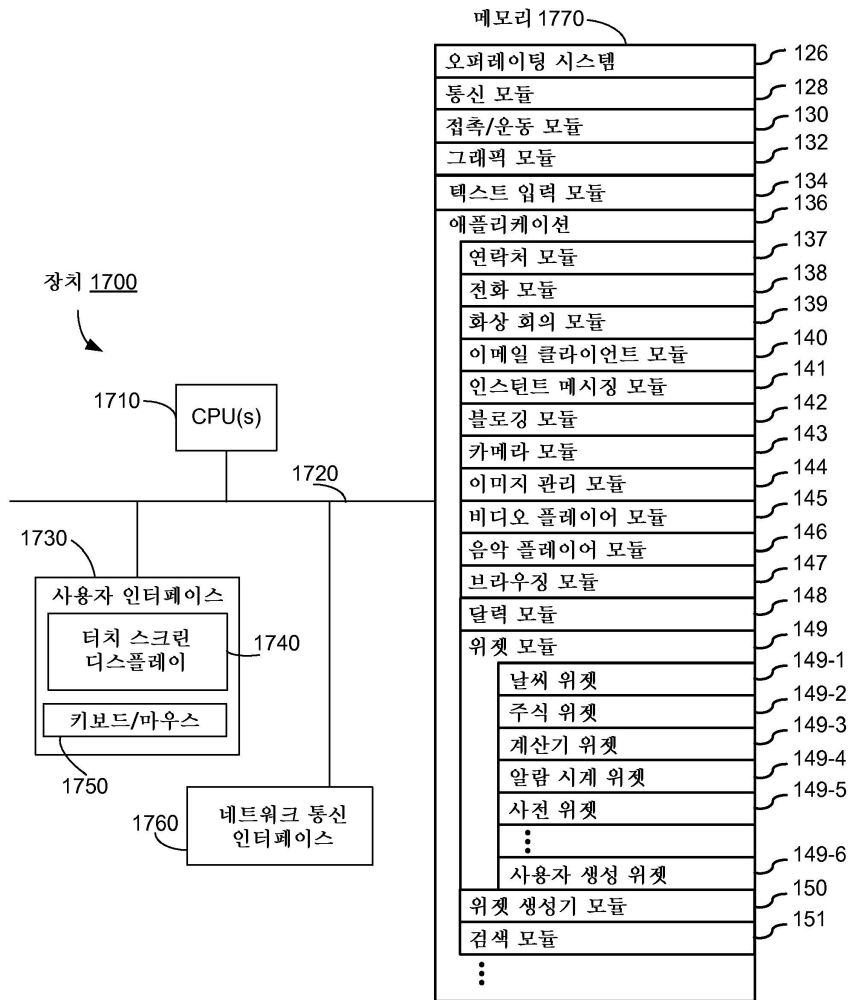 메모리 1770
오퍼레이팅 시스템 126
통신 모듈 128
접촉/운동 모듈 130
그래픽 모듈 132
텍스트 입력 모듈 134
애플리케이션 136
연락처 모듈 137
전화 모듈 138
화상 회의 모듈 139
이메일 클라이언트 모듈 140
인스턴트 메시징 모듈 141
블로깅 모듈 142
카메라 모듈 143
이미지 관리 모듈 144
비디오 플레이어 모듈 145
음악 플레이어 모듈 146
브라우징 모듈 147
달력 모듈 148
위젯 모듈 149
날씨 위젯 149-1
주식 위젯 149-2
계산기 위젯 149-3
알람 시계 위젯 149-4
사전 위젯 149-5
사용자 생성 위젯 149-6
위젯 생성기 모듈 150
검색 모듈 151
장치 1700
1710
CPU(s)
1720
1730
사용자 인터페이스
터치 스크린
디스플레이
1740
키보드/마우스
1750
1760
네트워크 통신
인터페이스